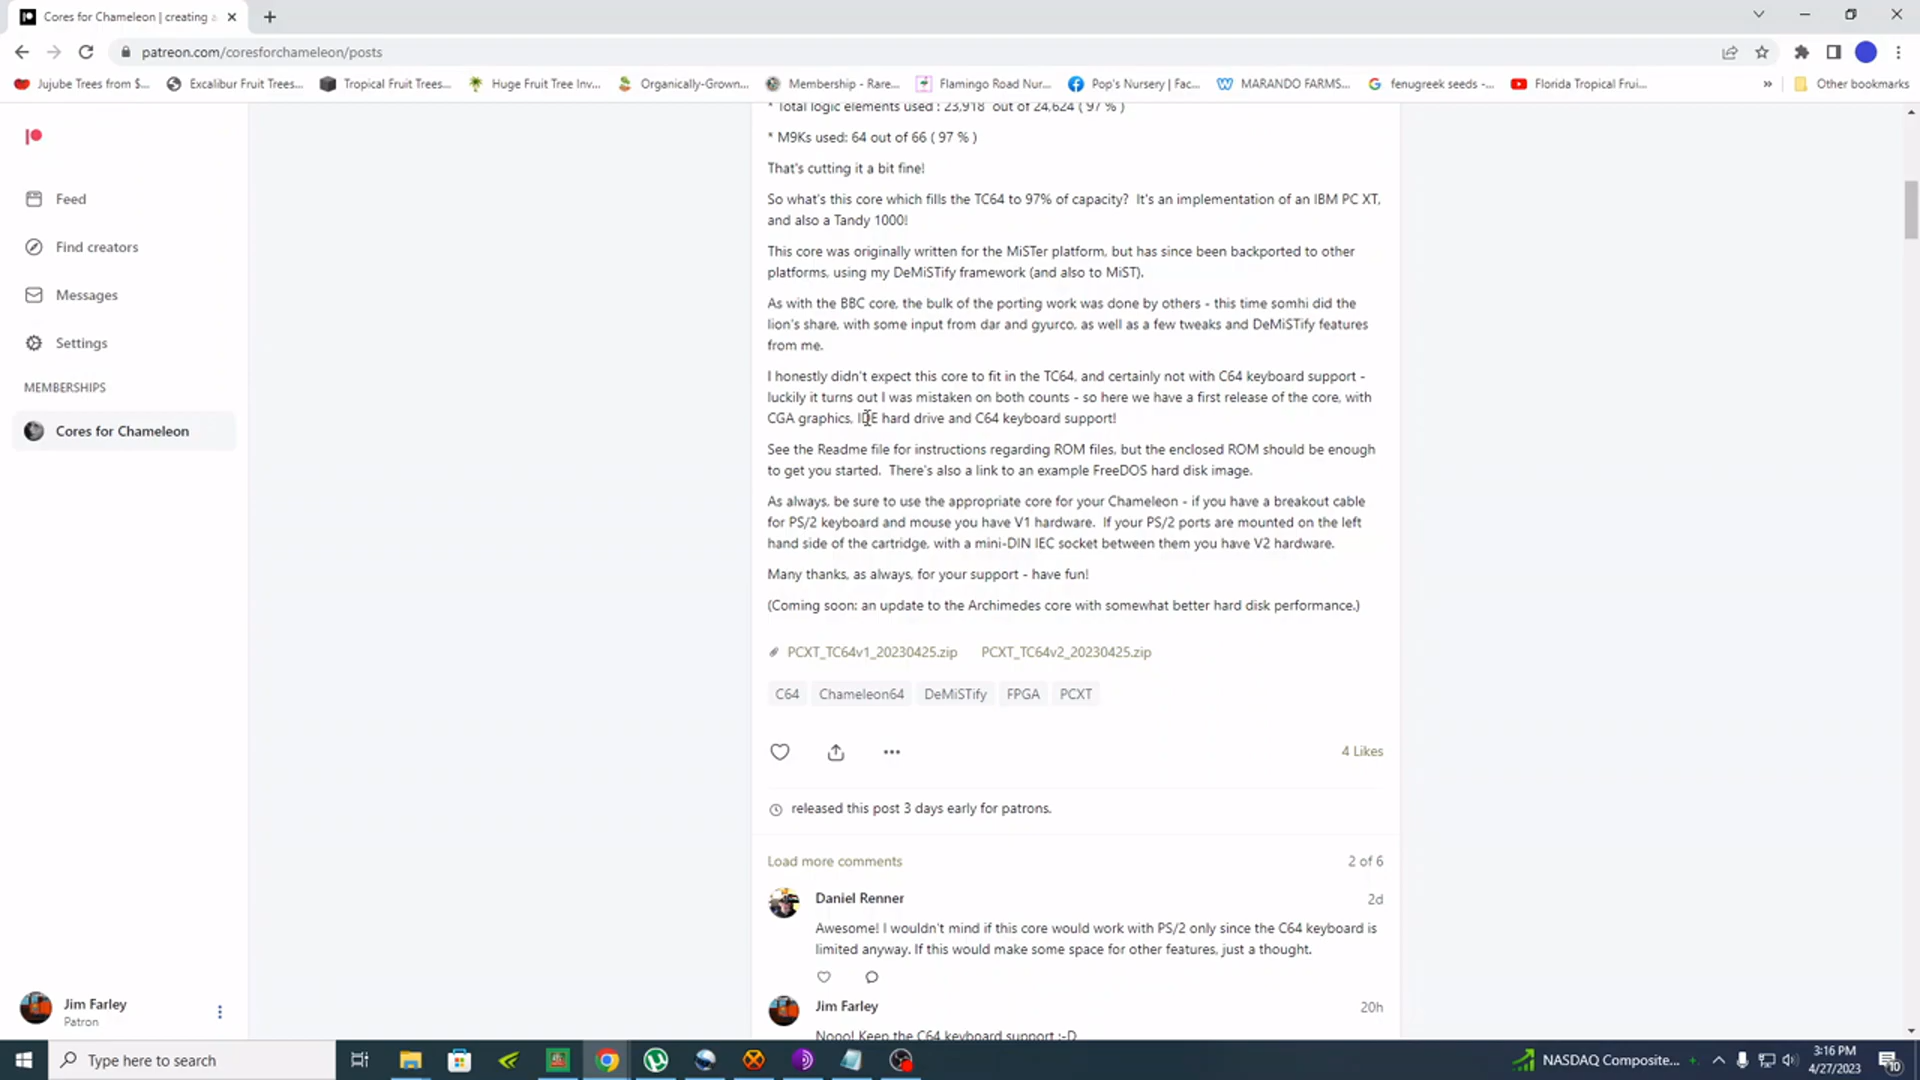 Cores for Chameleon | creating a
patreon.com/coresforchameleon/posts
Jujube Trees from $...
Excalibur Fruit Trees...
Tropical Fruit Trees...
Huge Fruit Tree Inv...
Organically-Grown...
Membership - Rare...
Flamingo Road Nur...
Pop's Nursery | Fac...
MARANDO FARMS...
fenugreek seeds -...
Florida Tropical Frui...
»
Other bookmarks
Feed
Find creators
Messages
Settings
MEMBERSHIPS
Cores for Chameleon
* Total logic elements used : 23,918 out of 24,624 ( 97 % )
* M9Ks used: 64 out of 66 ( 97 % )
That's cutting it a bit fine!
So what's this core which fills the TC64 to 97% of capacity? It's an implementation of an IBM PC XT,
and also a Tandy 1000!
This core was originally written for the MiSTer platform, but has since been backported to other
platforms, using my DeMiSTify framework (and also to MiST).
As with the BBC core, the bulk of the porting work was done by others - this time somhi did the
lion's share, with some input from dar and gyurco, as well as a few tweaks and DeMiSTify features
from me.
I honestly didn't expect this core to fit in the TC64, and certainly not with C64 keyboard support -
luckily it turns out I was mistaken on both counts - so here we have a first release of the core, with
CGA graphics, IDE hard drive and C64 keyboard support!
See the Readme file for instructions regarding ROM files, but the enclosed ROM should be enough
to get you started. There's also a link to an example FreeDOS hard disk image.
As always, be sure to use the appropriate core for your Chameleon - if you have a breakout cable
for PS/2 keyboard and mouse you have V1 hardware. If your PS/2 ports are mounted on the left
hand side of the cartridge, with a mini-DIN IEC socket between them you have V2 hardware.
Many thanks, as always, for your support - have fun!
(Coming soon: an update to the Archimedes core with somewhat better hard disk performance.)
PCXT_TC64v1_20230425.zip PCXT_TC64v2_20230425.zip
C64 Chameleon64 DeMiSTify FPGA PCXT
4 Likes
released this post 3 days early for patrons.
Load more comments 2 of 6
Daniel Renner 2d
Awesome! I wouldn't mind if this core would work with PS/2 only since the C64 keyboard is
limited anyway. If this would make some space for other features, just a thought.
Jim Farley 20h
Nooo! Keep the C64 keyboard support :-D
Jim Farley
Patron
Type here to search
NASDAQ Composite...
3:16 PM
4/27/2023
10